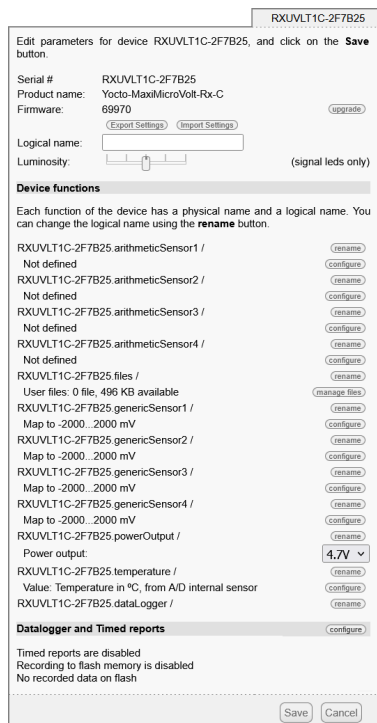 RXUVLT1C-2F7B25
Edit parameters for device RXUVLT1C-2F7B25, and click on the Save
button.
Serial # RXUVLT1C-2F7B25
Product name: Yocto-MaxiMicroVolt-Rx-C
Firmware: 69970 upgrade
Export Settings Import Settings
Logical name:
Luminosity: (signal leds only)
Device functions
Each function of the device has a physical name and a logical name. You
can change the logical name using the rename button.
RXUVLT1C-2F7B25.arithmeticSensor1 / rename
Not defined configure
RXUVLT1C-2F7B25.arithmeticSensor2 / rename
Not defined configure
RXUVLT1C-2F7B25.arithmeticSensor3 / rename
Not defined configure
RXUVLT1C-2F7B25.arithmeticSensor4 / rename
Not defined configure
RXUVLT1C-2F7B25.files / rename
User files: 0 file, 496 KB available manage files
RXUVLT1C-2F7B25.genericSensor1 / rename
Map to -2000...2000 mV configure
RXUVLT1C-2F7B25.genericSensor2 / rename
Map to -2000...2000 mV configure
RXUVLT1C-2F7B25.genericSensor3 / rename
Map to -2000...2000 mV configure
RXUVLT1C-2F7B25.genericSensor4 / rename
Map to -2000...2000 mV configure
RXUVLT1C-2F7B25.powerOutput / rename
Power output: 4.7V
RXUVLT1C-2F7B25.temperature / rename
Value: Temperature in ºC, from A/D internal sensor configure
RXUVLT1C-2F7B25.dataLogger / rename
Datalogger and Timed reports configure
Timed reports are disabled
Recording to flash memory is disabled
No recorded data on flash
Save Cancel